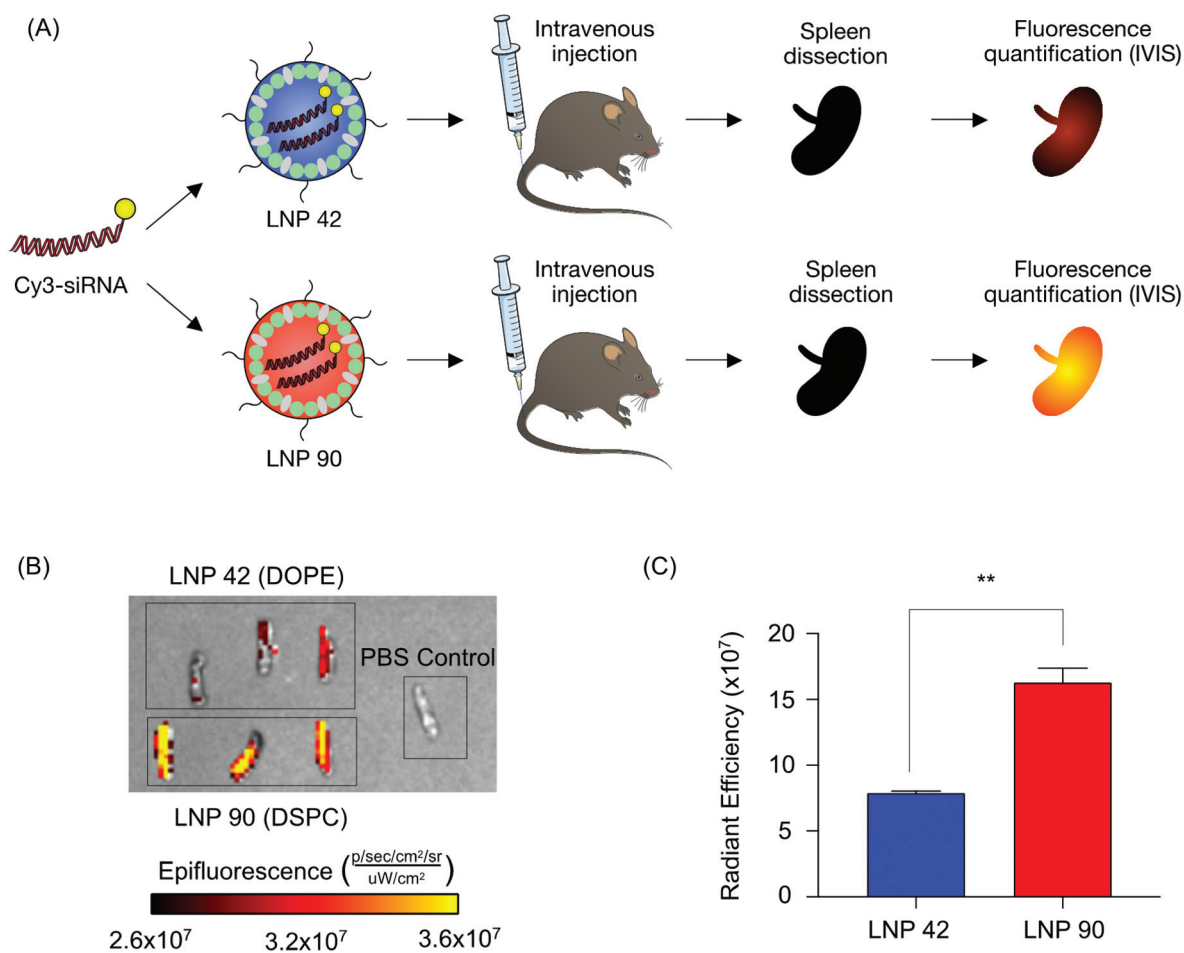 (A)
Intravenous
injection
Spleen
dissection
Fluorescence
quantification (IVIS)
LNP 42
Cy3-siRNA
Intravenous
injection
Spleen
dissection
Fluorescence
quantification (IVIS)
LNP 90
(B)
LNP 42 (DOPE)
PBS Control
LNP 90 (DSPC)
Epifluorescence (p/sec/cm²/sr
uW/cm²)
2.6x10⁷
3.2x10⁷
3.6x10⁷
(C)
**
Radiant Efficiency (x10⁷)
20
15
10
5
0
LNP 42
LNP 90